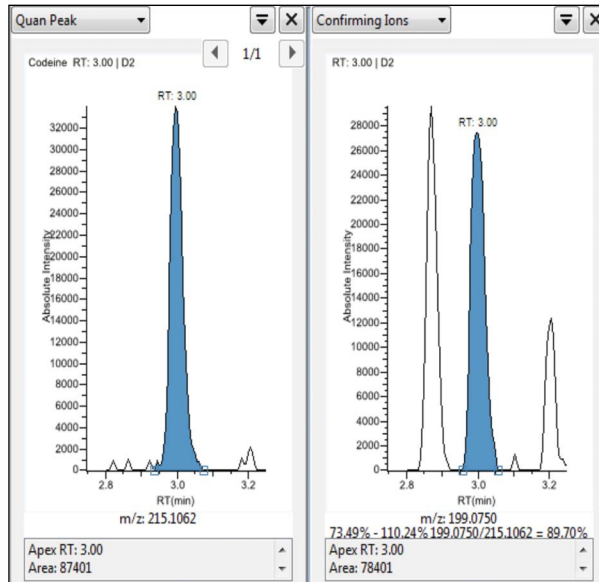 Quan Peak
1/1
Codeine RT: 3.00 | D2
RT: 3.00
32000
30000
28000
26000
24000
22000
20000
18000
16000
14000
12000
10000
8000
6000
4000
2000
0
Absolute Intensity
2.8 3.0 3.2
RT(min)
m/z: 215.1062
Apex RT: 3.00
Area: 87401
Confirming Ions
RT: 3.00 | D2
RT: 3.00
28000
26000
24000
22000
20000
18000
16000
14000
12000
10000
8000
6000
4000
2000
0
Absolute Intensity
2.8 3.0 3.2
RT(min)
m/z: 199.0750
73.49% - 110.24% 199.0750/215.1062 = 89.70%
Apex RT: 3.00
Area: 78401